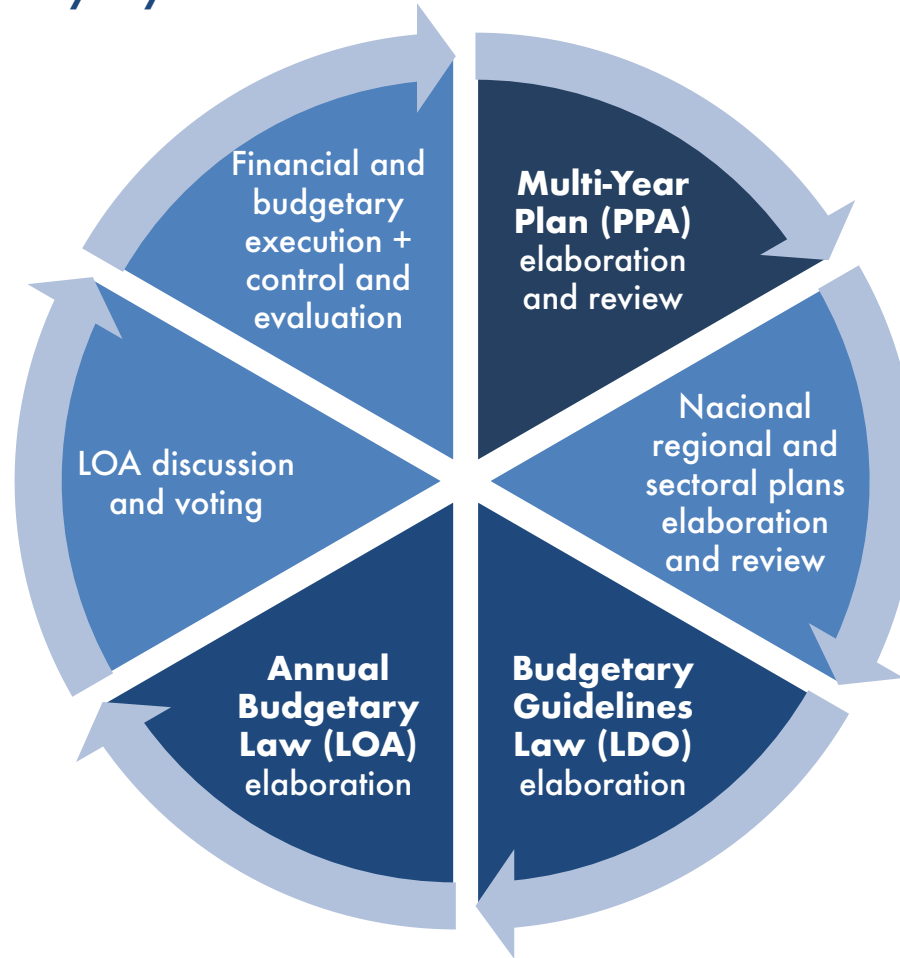 Multi-Year
Plan (PPA)
elaboration
and review
Nacional
regional and
sectoral plans
elaboration
and review
Budgetary
Guidelines
Law (LDO)
elaboration
Annual
Budgetary
Law (LOA)
elaboration
LOA discussion
and voting
Financial and
budgetary
execution +
control and
evaluation